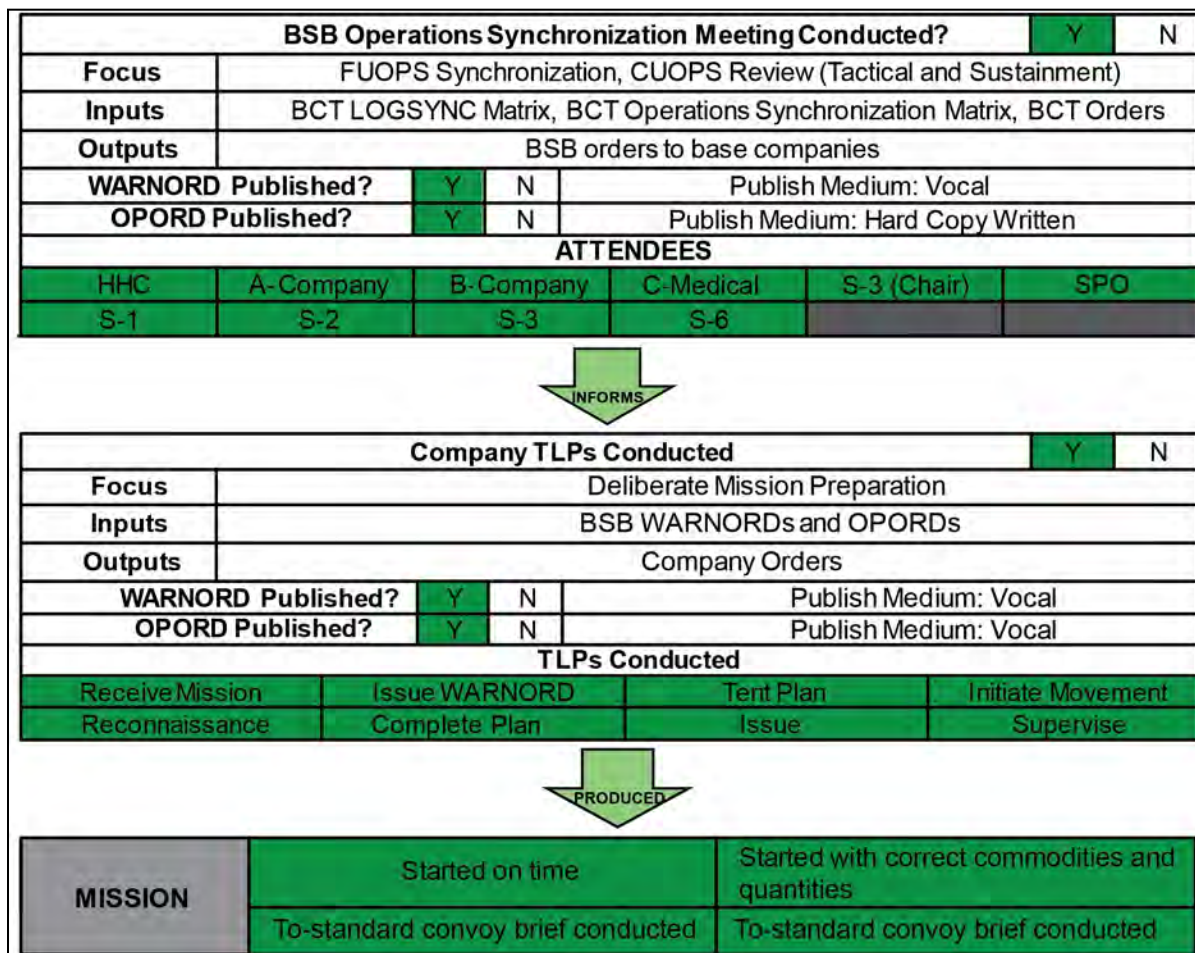 BSB Operations Synchronization Meeting Conducted? Y N
Focus FUOPS Synchronization, CUOPS Review (Tactical and Sustainment)
Inputs BCT LOGSYNC Matrix, BCT Operations Synchronization Matrix, BCT Orders
Outputs BSB orders to base companies
WARNORD Published? Y N Publish Medium: Vocal
OPORD Published? Y N Publish Medium: Hard Copy Written
ATTENDEES
HHC A-Company B-Company C-Medical S-3 (Chair) SPO
S-1 S-2 S-3 S-6
INFORMS
Company TLPs Conducted Y N
Focus Deliberate Mission Preparation
Inputs BSB WARNORDs and OPORDs
Outputs Company Orders
WARNORD Published? Y N Publish Medium: Vocal
OPORD Published? Y N Publish Medium: Vocal
TLPs Conducted
Receive Mission Issue WARNORD Tent Plan Initiate Movement
Reconnaissance Complete Plan Issue Supervise
PRODUCED
MISSION
Started on time
Started with correct commodities and
quantities
To-standard convoy brief conducted To-standard convoy brief conducted